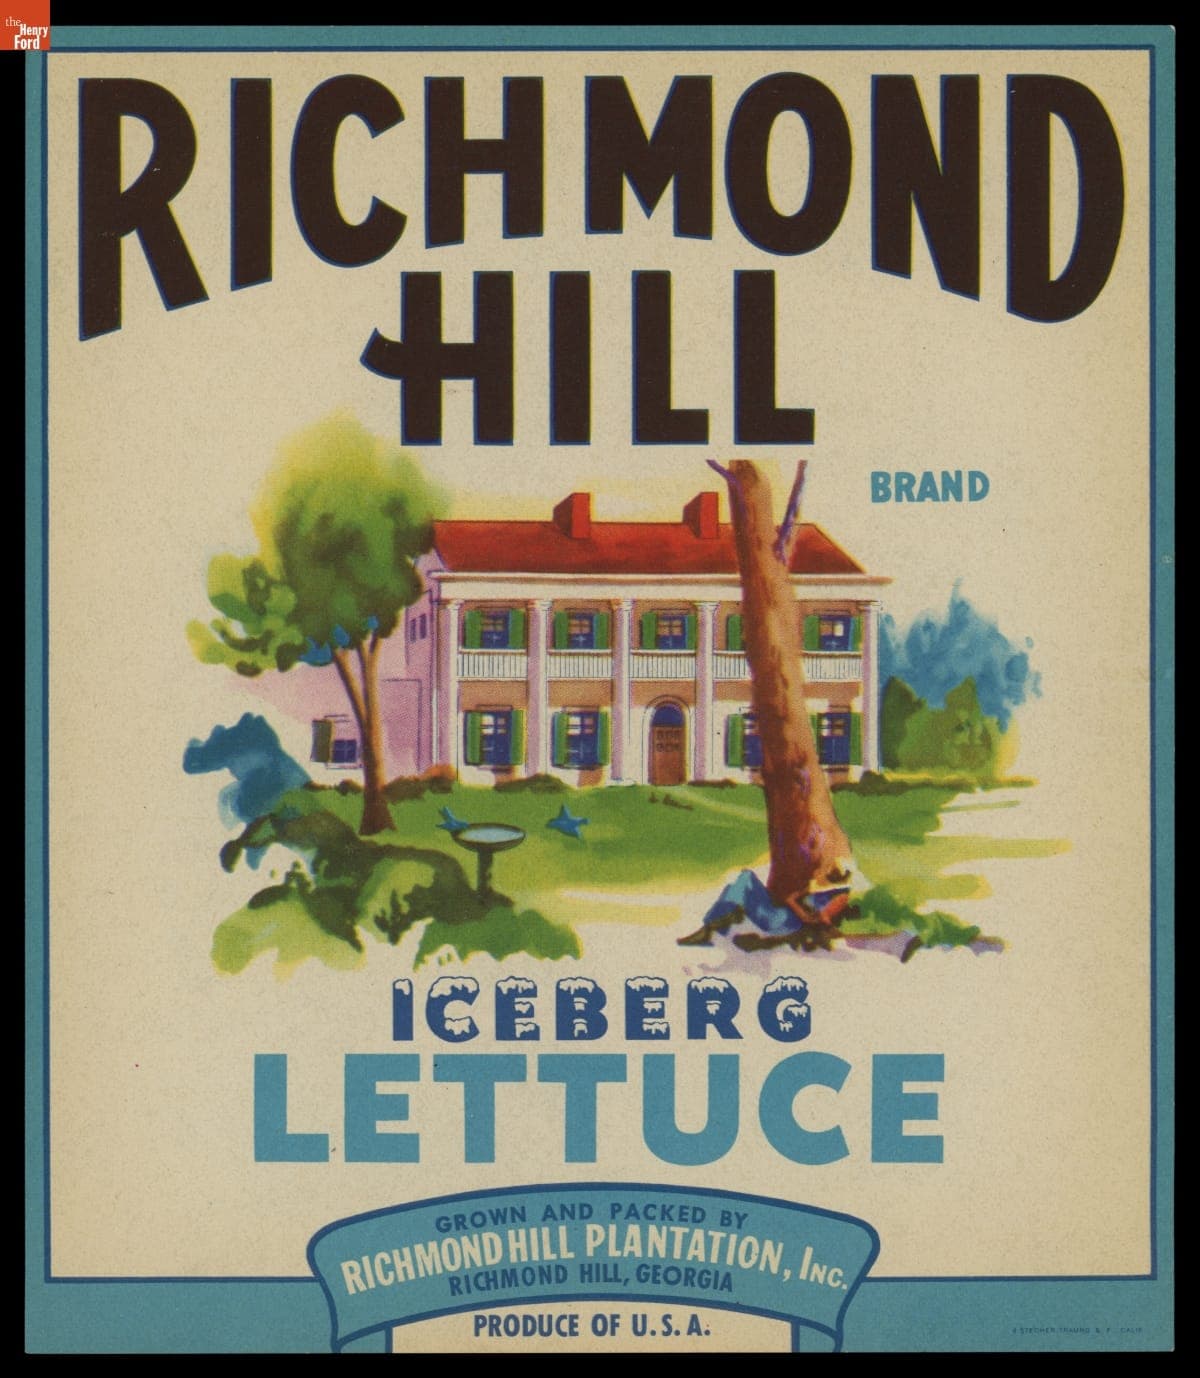 the
Henry
Ford
RICHMOND
HILL
BRAND
ICEBERG
LETTUCE
GROWN AND PACKED BY
RICHMOND HILL PLANTATION, INC.
RICHMOND HILL, GEORGIA
PRODUCE OF U.S.A.